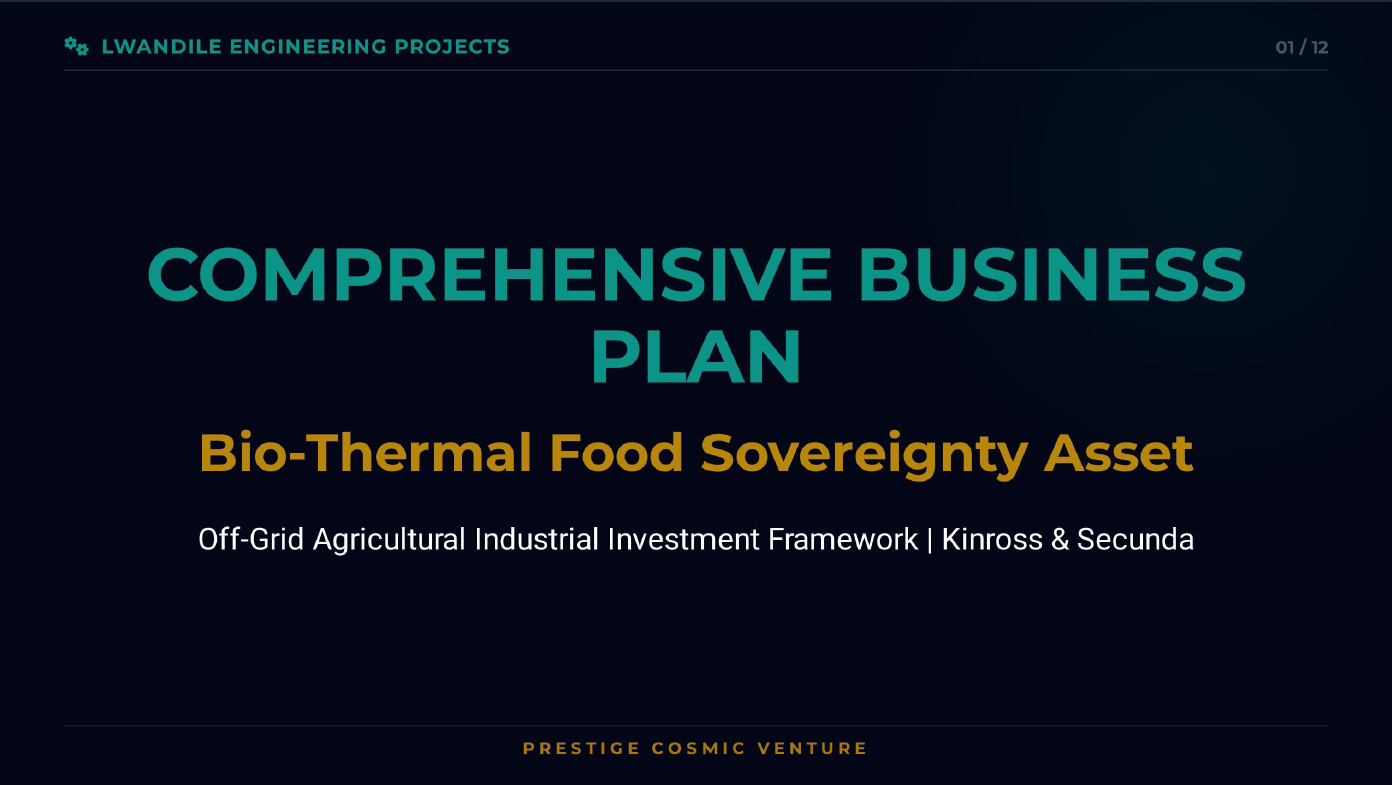 LWANDILE ENGINEERING PROJECTS
01 / 12
COMPREHENSIVE BUSINESS
PLAN
Bio-Thermal Food Sovereignty Asset
Off-Grid Agricultural Industrial Investment Framework | Kinross & Secunda
PRESTIGE COSMIC VENTURE